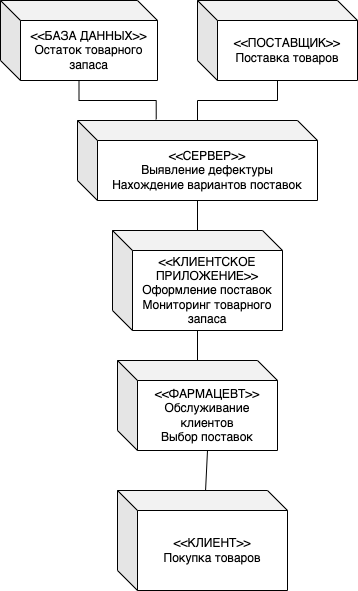 <<БАЗА ДАННЫХ>>
Остаток товарного
запаса
<<ПОСТАВЩИК>>
Поставка товаров
<<СЕРВЕР>>
Выявление дефектуры
Нахождение вариантов поставок
<<КЛИЕНТСКОЕ
ПРИЛОЖЕНИЕ>>
Оформление поставок
Мониторинг товарного
запаса
<<ФАРМАЦЕВТ>>
Обслуживание
клиентов
Выбор поставок
<<КЛИЕНТ>>
Покупка товаров